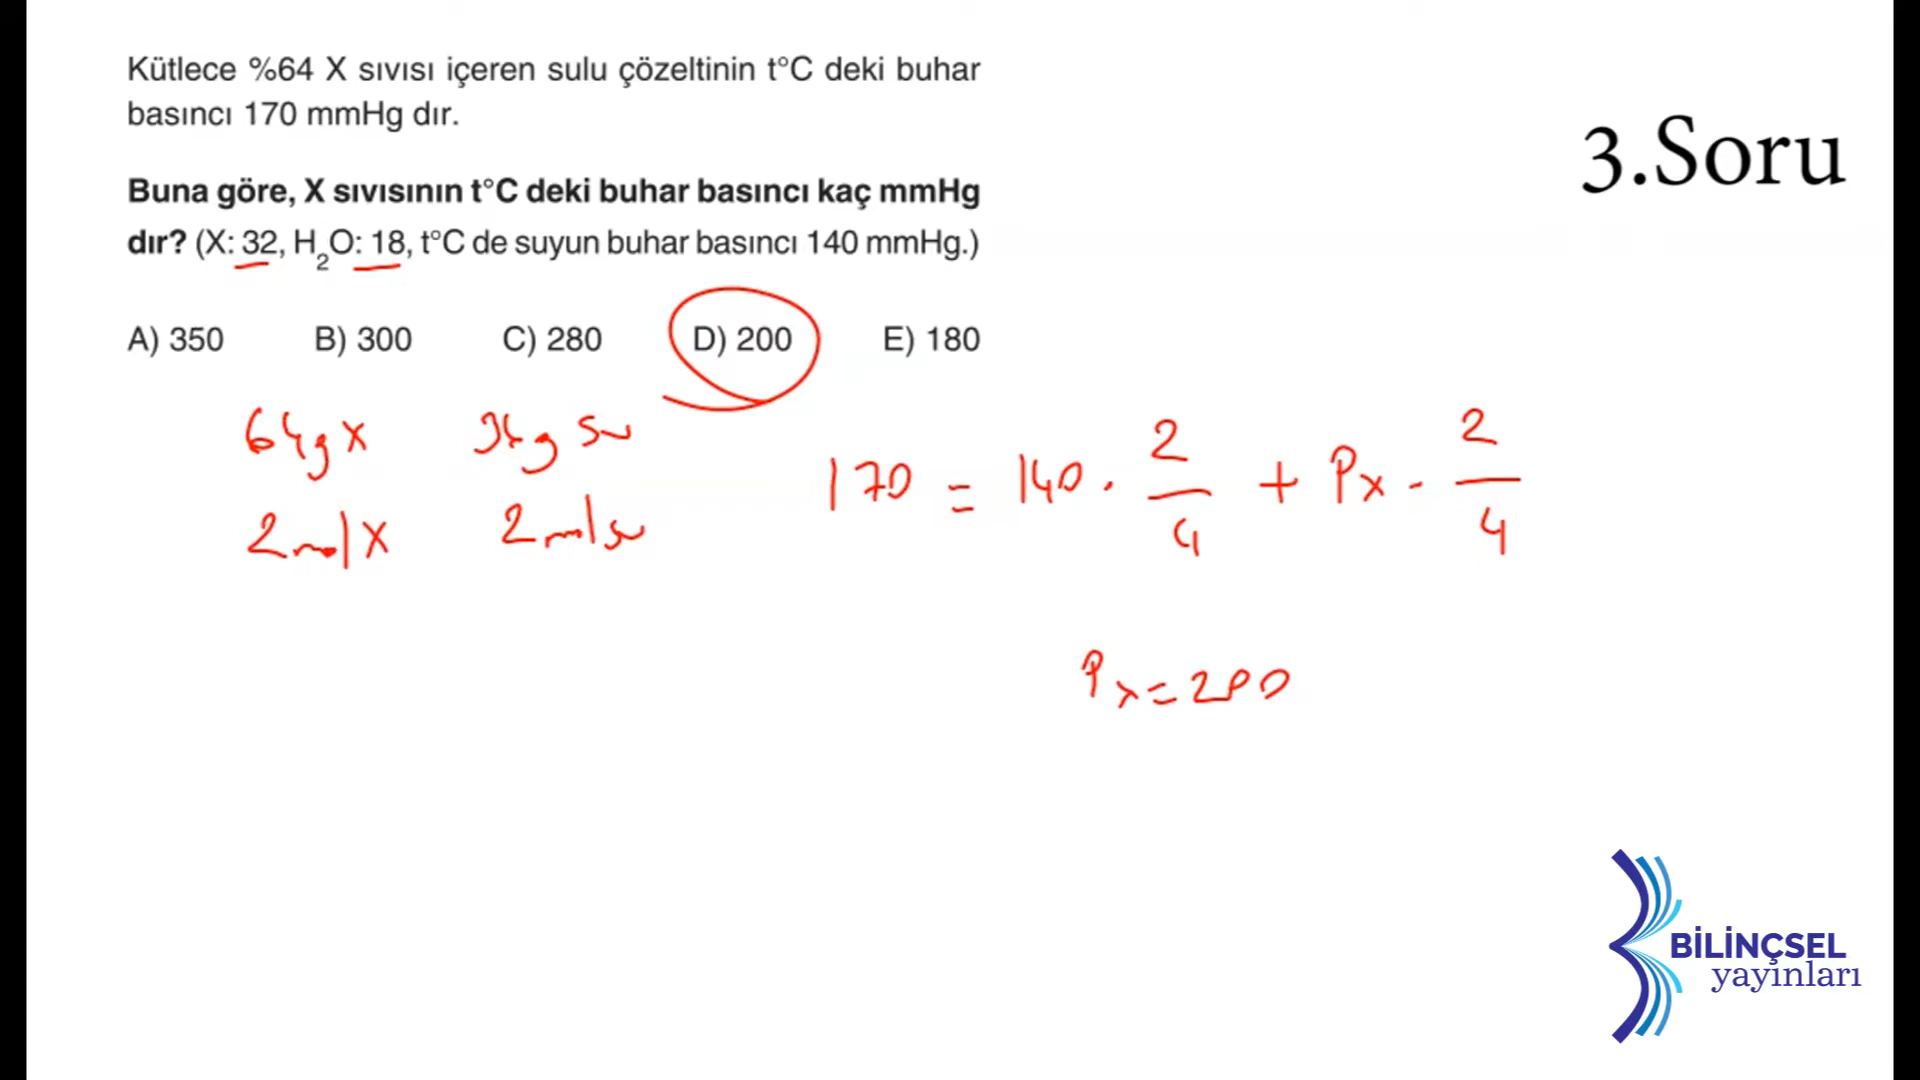 Kütlece %64 X sıvısı içeren sulu çözeltinin t°C deki buhar
basıncı 170 mmHg dır.
3.Soru
Buna göre, X sıvısının t°C deki buhar basıncı kaç mmHg
dır? (X: 32, H₂O: 18, t°C de suyun buhar basıncı 140 mmHg.)
A) 350 B) 300 C) 280 D) 200 E) 180
64g X 36g su
2mol X 2mol su
170 = 140 · 2/4 + Px · 2/4
Px = 200
BİLİNÇSEL
yayınları